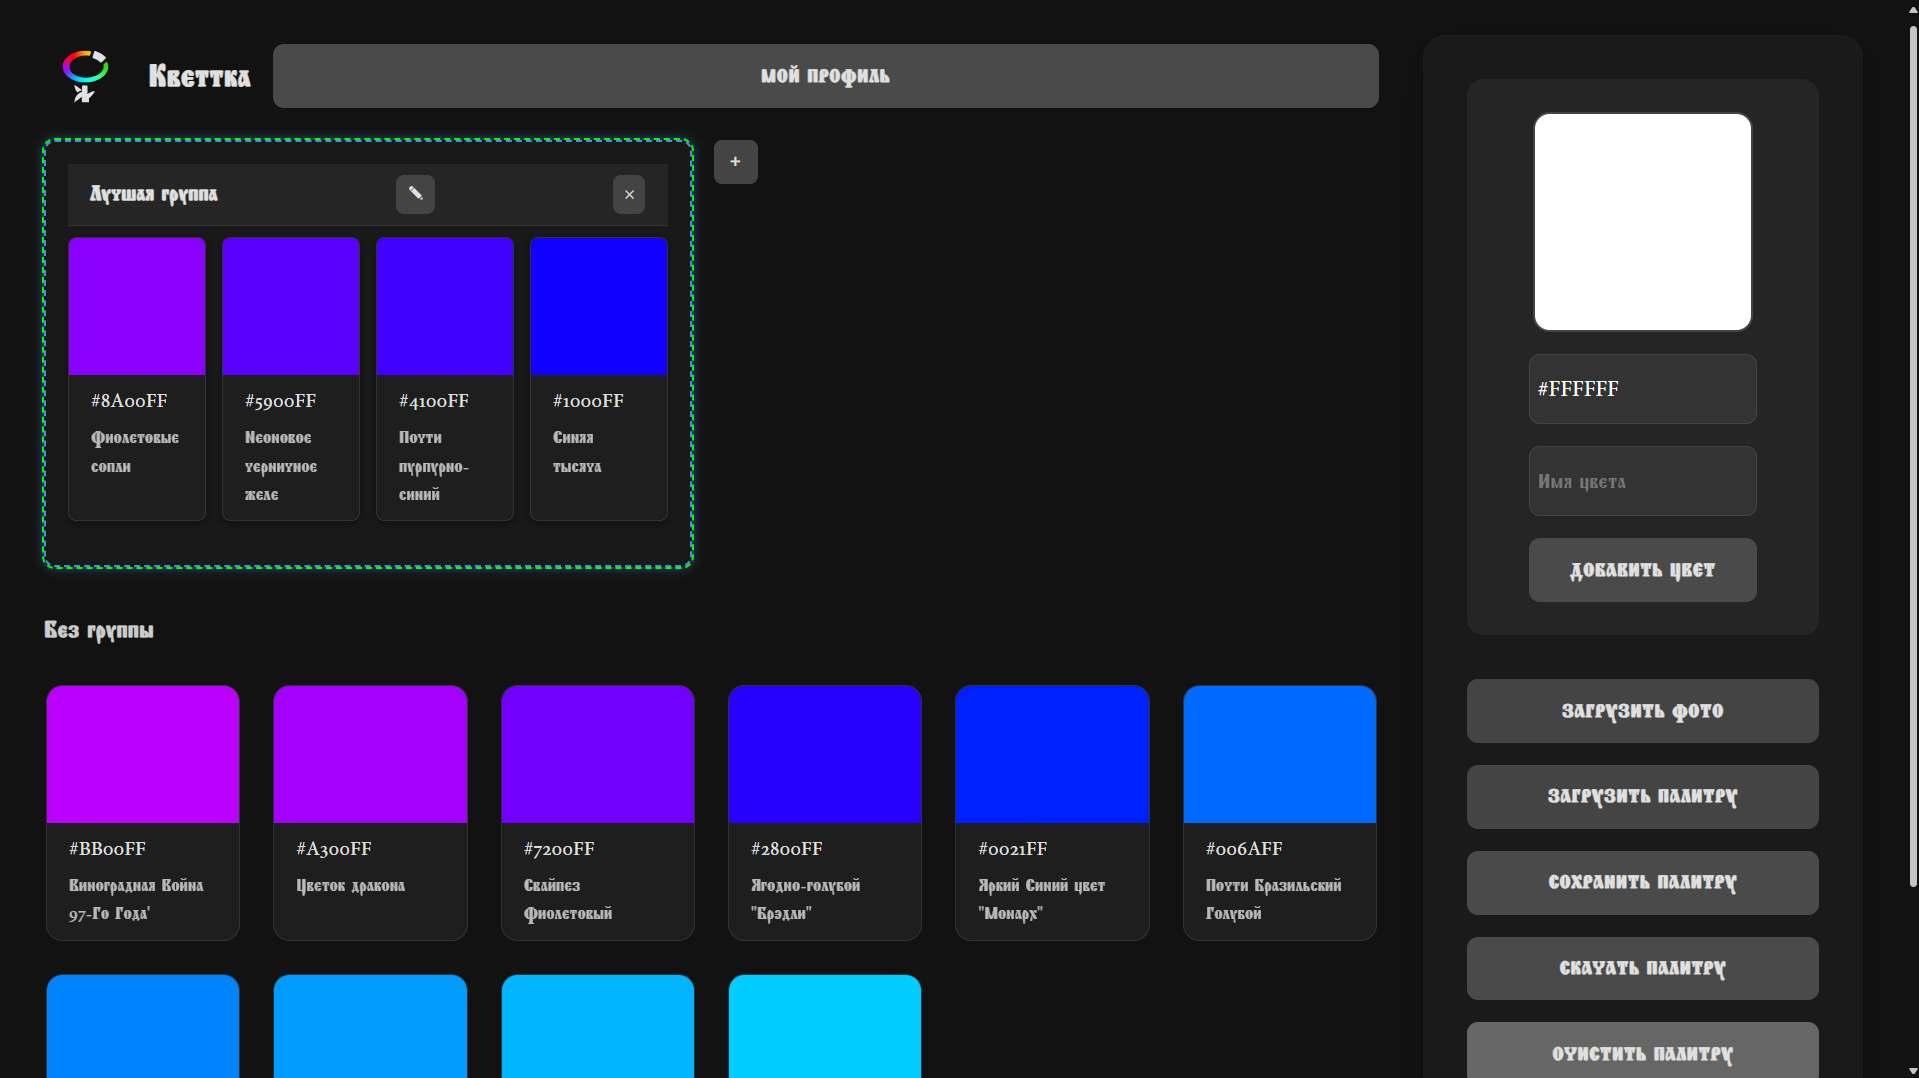 Кветтка
МОЙ ПРОФИЛЬ
+
Лучшая группа
×
#8A00FF
Фиолетовые
сопли
#5900FF
Неоновое
черничное
желе
#4100FF
Почти
пурпурно-
синий
#1000FF
Синяя
тысяча
Без группы
#BB00FF
Виноградная Война
97-Го Года'
#A300FF
Цветок дракона
#7200FF
Свайпез
Фиолетовый
#2800FF
Ягодно-голубой
"Брэдли"
#0021FF
Яркий Синий цвет
"Монарх"
#006AFF
Почти Бразильский
Голубой
#FFFFFF
Имя цвета
ДОБАВИТЬ ЦВЕТ
ЗАГРУЗИТЬ ФОТО
ЗАГРУЗИТЬ ПАЛИТРУ
СОХРАНИТЬ ПАЛИТРУ
СКАЧАТЬ ПАЛИТРУ
ОЧИСТИТЬ ПАЛИТРУ